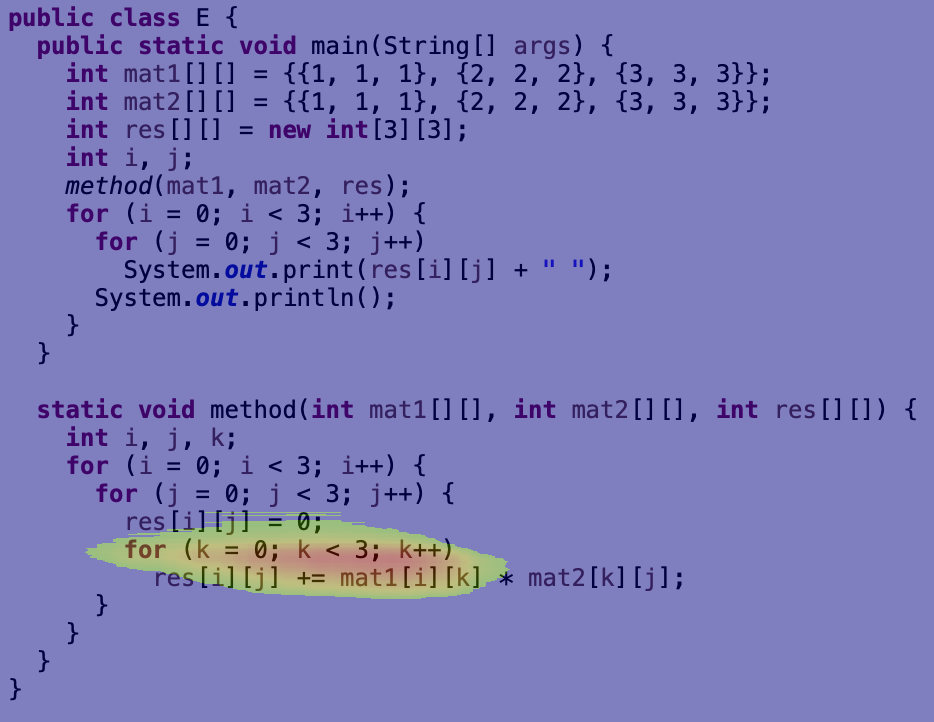 public class E {
  public static void main(String[] args) {
    int mat1[][] = {{1, 1, 1}, {2, 2, 2}, {3, 3, 3}};
    int mat2[][] = {{1, 1, 1}, {2, 2, 2}, {3, 3, 3}};
    int res[][] = new int[3][3];
    int i, j;
    method(mat1, mat2, res);
    for (i = 0; i < 3; i++) {
      for (j = 0; j < 3; j++)
        System.out.print(res[i][j] + " ");
      System.out.println();
    }
  }

  static void method(int mat1[][], int mat2[][], int res[][]) {
    int i, j, k;
    for (i = 0; i < 3; i++) {
      for (j = 0; j < 3; j++) {
        res[i][j] = 0;
        for (k = 0; k < 3; k++)
          res[i][j] += mat1[i][k] * mat2[k][j];
      }
    }
  }
}